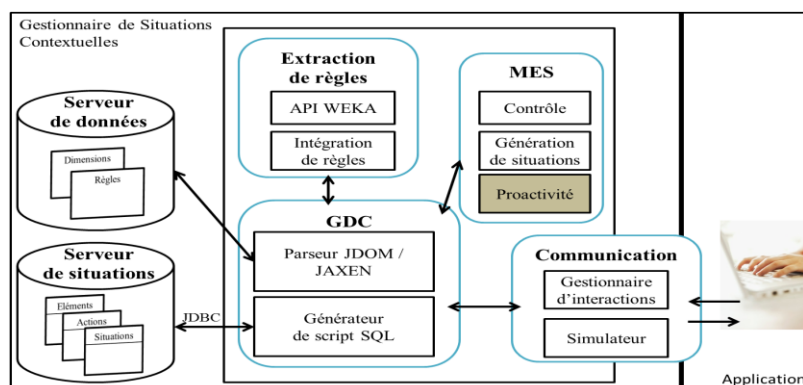 Gestionnaire de Situations
Contextuelles
Extraction
de règles
API WEKA
Intégration
de règles
MES
Contrôle
Génération
de situations
Proactivité
Serveur
de données
Dimensions
Règles
GDC
Parseur JDOM /
JAXEN
Générateur
de script SQL
Serveur
de situations
Eléments
Actions
Situations
JDBC
Communication
Gestionnaire
d'interactions
Simulateur
Application